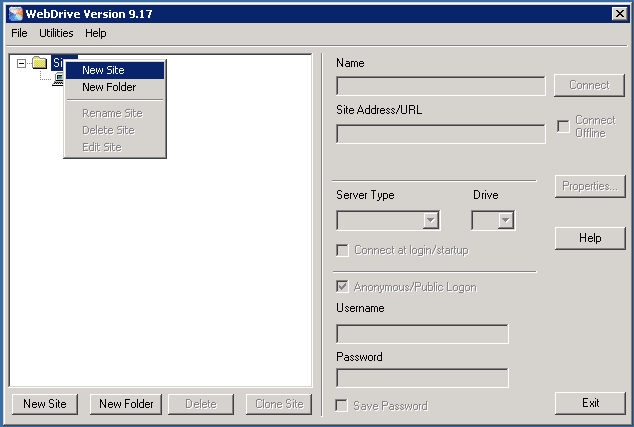 WebDrive Version 9.17
File Utilities Help
New Site
New Folder
Rename Site
Delete Site
Edit Site
Name
Connect
Site Address/URL
Connect
Offline
Properties...
Server Type Drive
Help
Connect at login/startup
Anonymous/Public Logon
Username
Password
Save Password
New Site New Folder Delete Clone Site
Exit